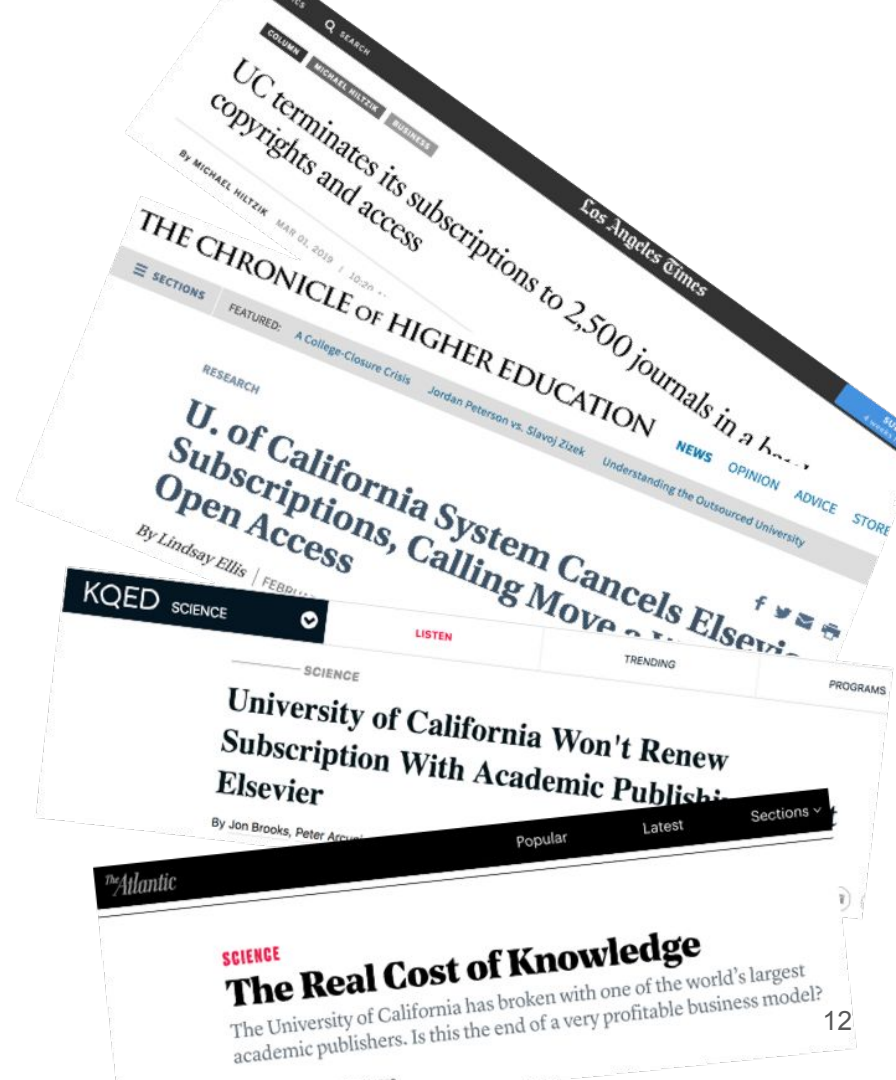 SEARCH
COLUMN MICHAEL HILTZIK BUSINESS
Los Angeles Times
UC terminates its subscriptions to 2,500 journals in a
copyrights and access
By MICHAEL HILTZIK MAR 01, 2019 | 10:20
THE CHRONICLE OF HIGHER EDUCATION
SECTIONS
FEATURED: A College-Closure Crisis Jordan Peterson vs. Slavoj Zizek Understanding the Outsourced University
NEWS OPINION ADVICE STORE
RESEARCH
U. of California System Cancels
Subscriptions, Calling Move a
Open Access
By Lindsay Ellis |
KQED SCIENCE
LISTEN
TRENDING
PROGRAMS
SCIENCE
University of California Won't Renew
Subscription With Academic
Elsevier
By Jon Brooks, Peter
The Atlantic
Popular Latest Sections
SCIENCE
The Real Cost of Knowledge
The University of California has broken with one of the world's largest
academic publishers. Is this the end of a very profitable business model?
12